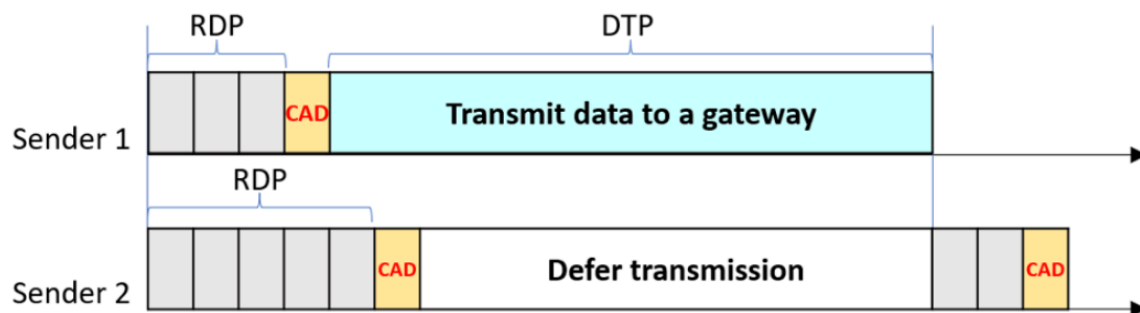 RDP DTP
CAD Transmit data to a gateway
Sender 1
RDP
CAD Defer transmission CAD
Sender 2